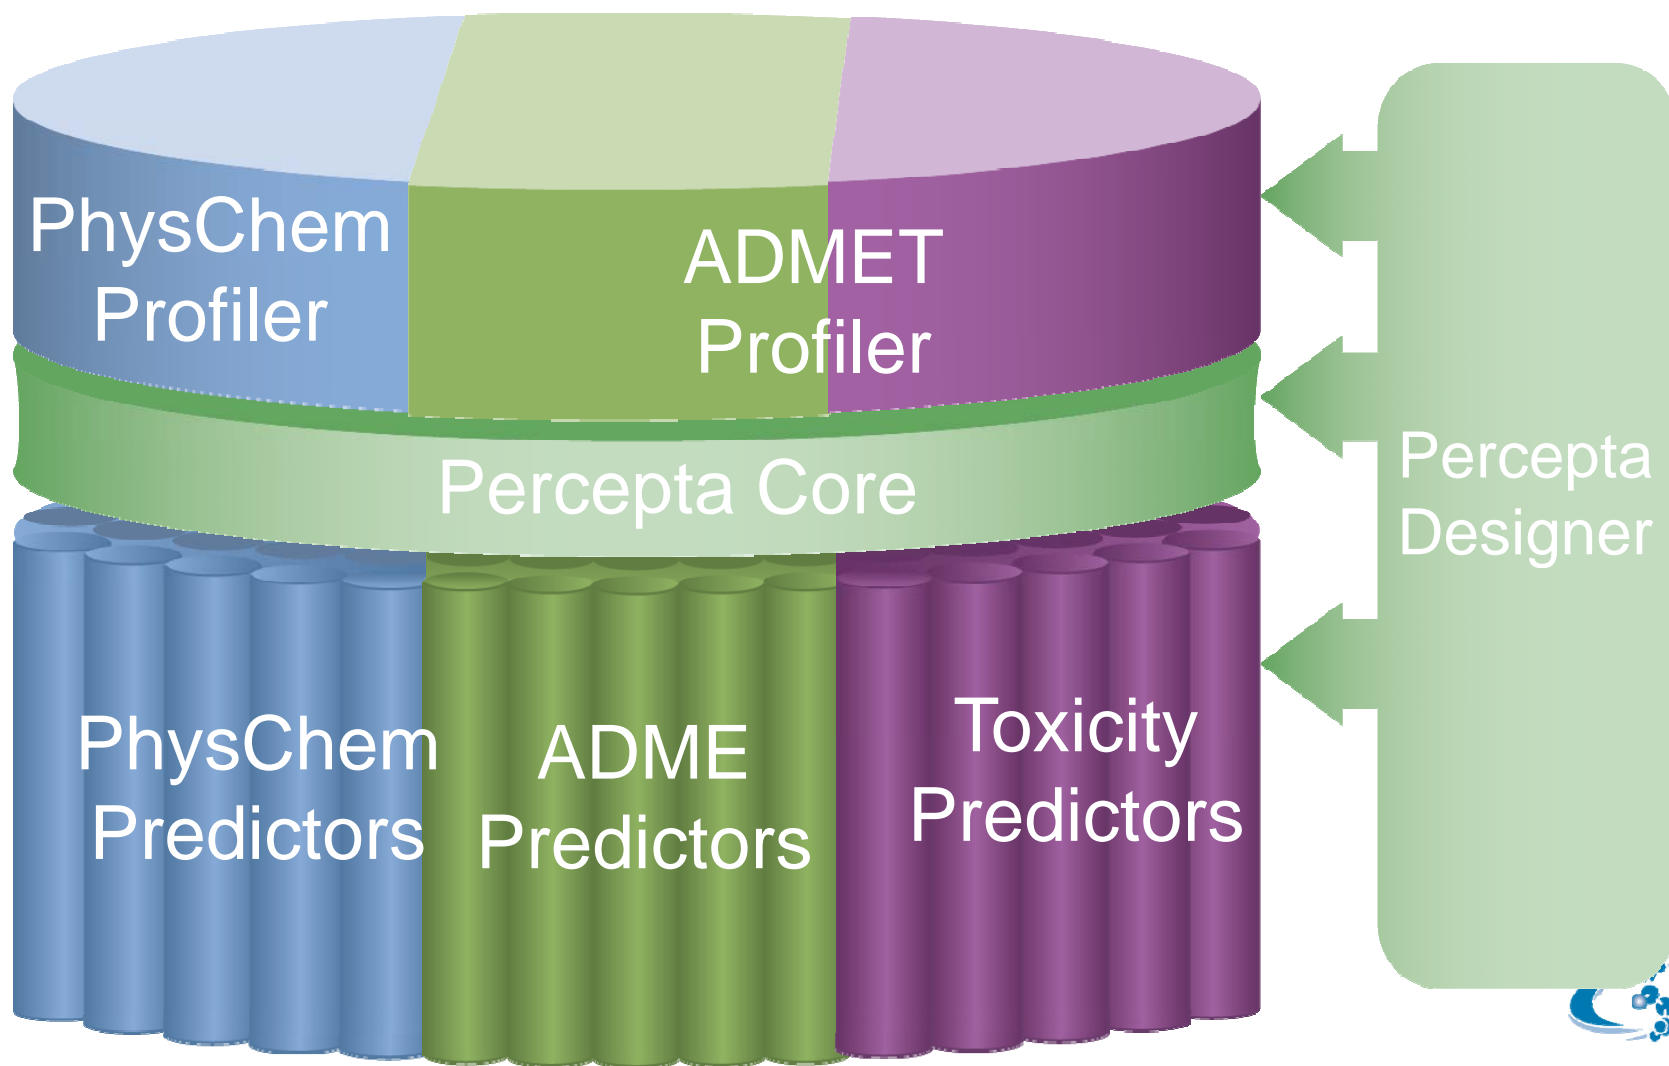 PhysChem
Profiler
ADMET
Profiler
Percepta Core
PhysChem
Predictors
ADME
Predictors
Toxicity
Predictors
Percepta
Designer